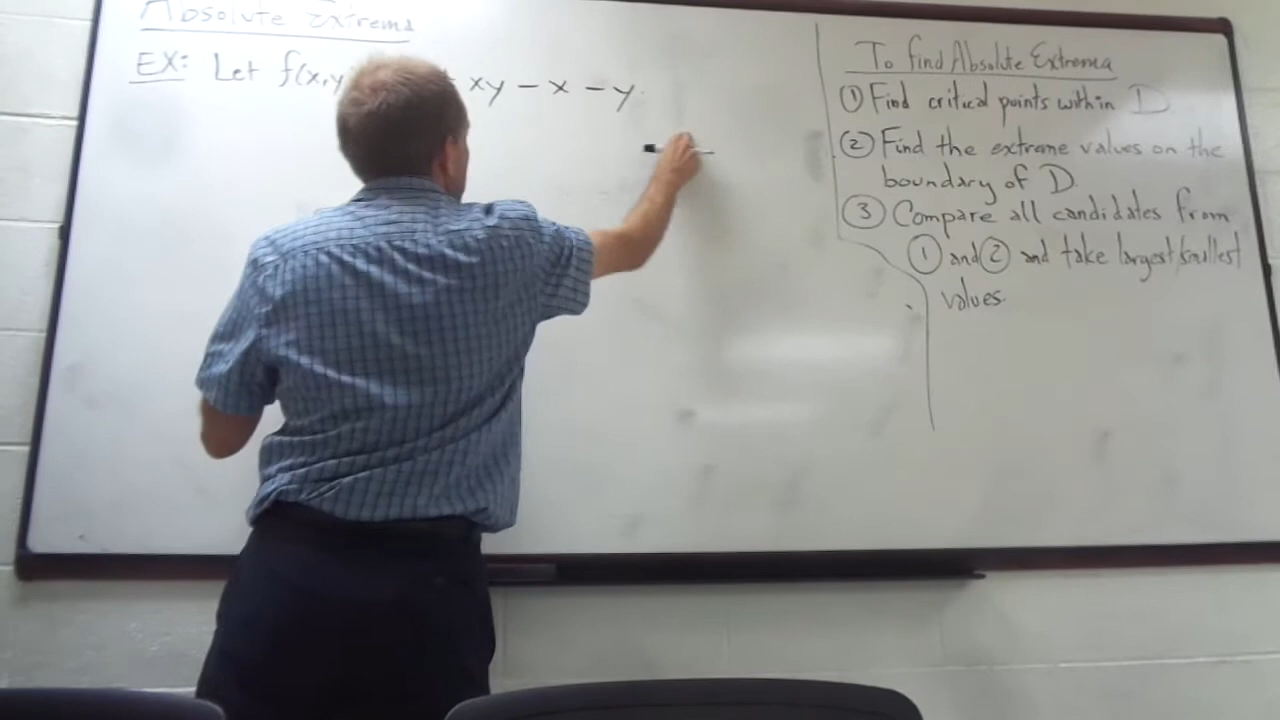 Absolute Extrema
EX: Let f(x,y + xy - x - y
To find Absolute Extrema
① Find critical points within D
② Find the extreme values on the
boundary of D
③ Compare all candidates from
① and ② and take largest/smallest
values.